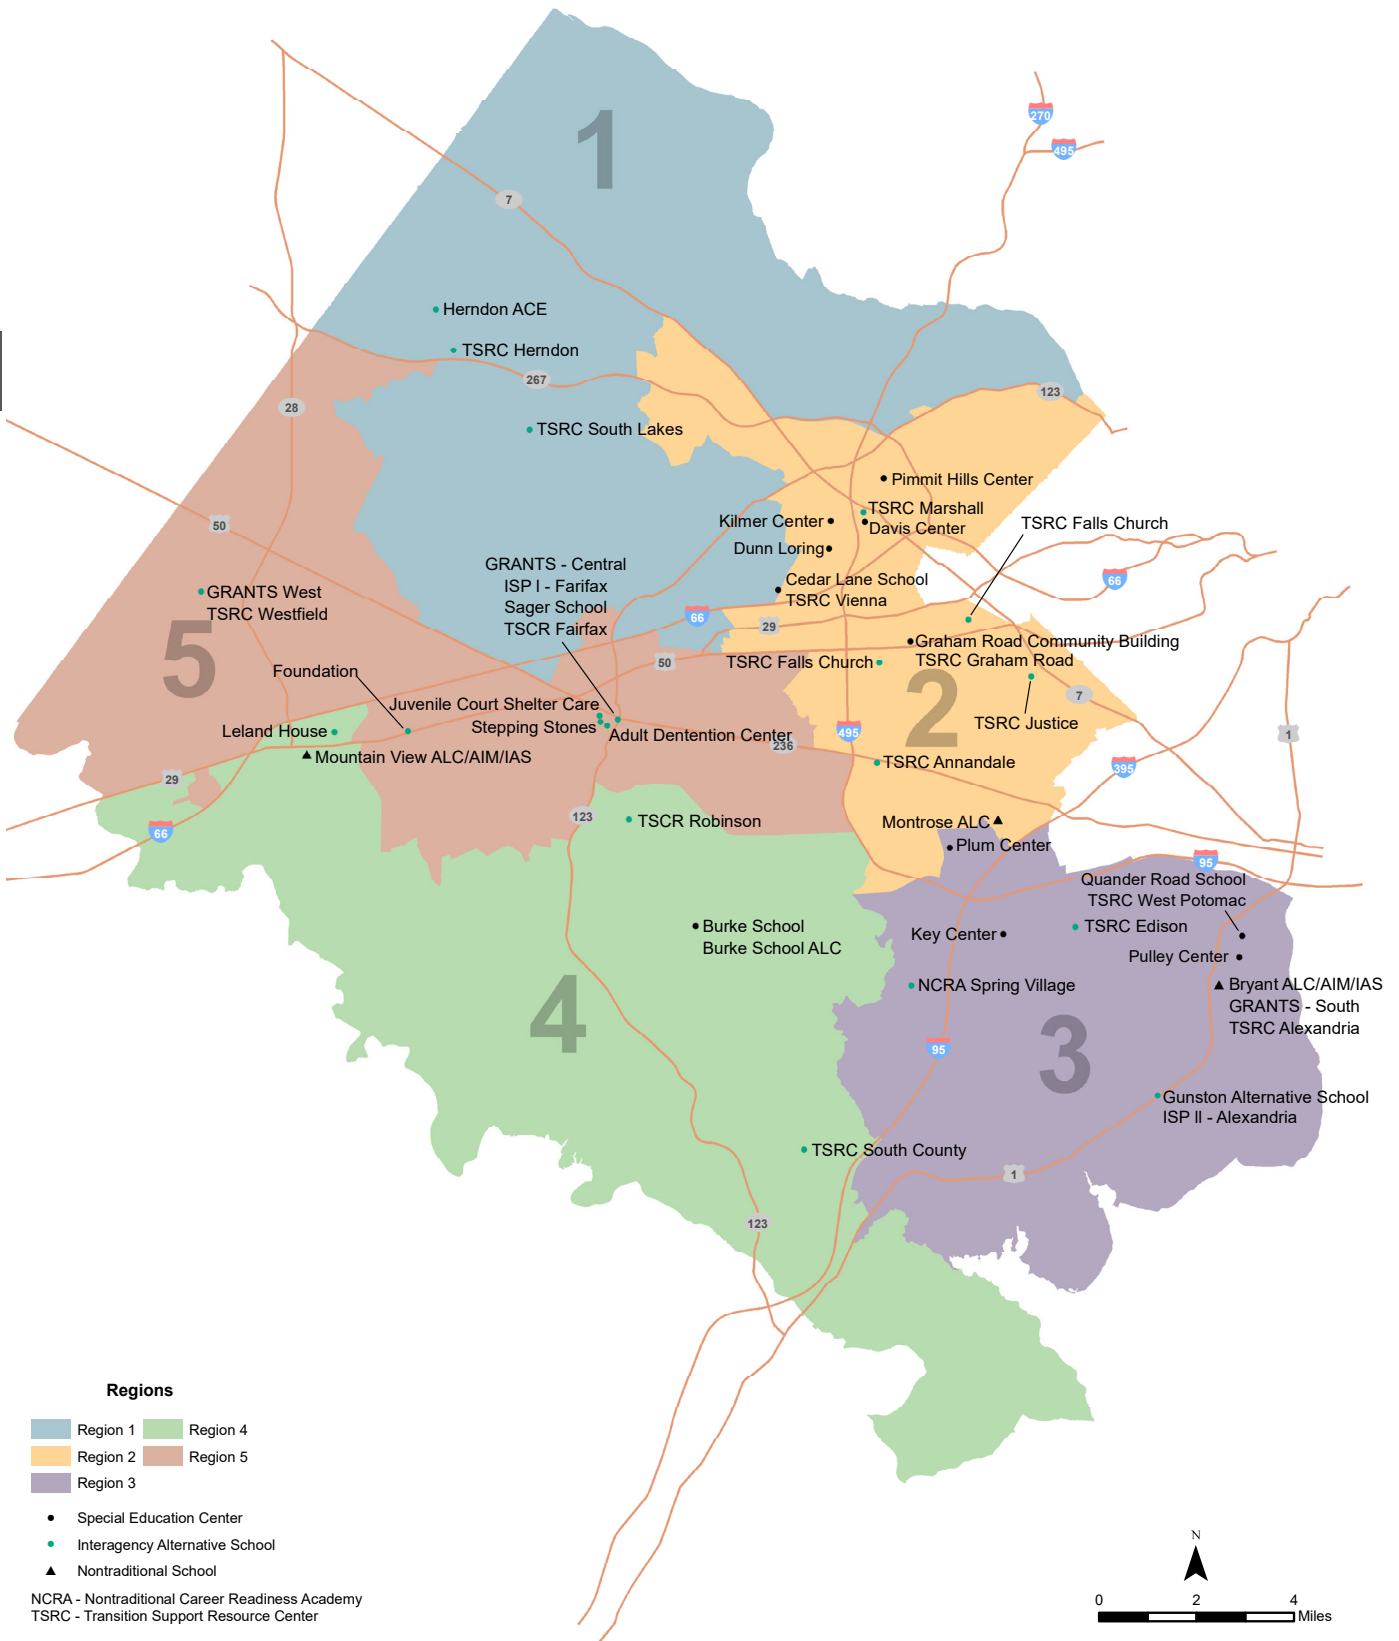 1
270
495
7
Herndon ACE
TSRC Herndon
267
123
28
TSRC South Lakes
Pimmit Hills Center
TSRC Marshall
Kilmer Center
Davis Center
TSRC Falls Church
50
Dunn Loring
GRANTS - Central
ISP I - Farifax
Sager School
TSCR Fairfax
Cedar Lane School
TSRC Vienna
66
GRANTS West
TSRC Westfield
66
29
5
Graham Road Community Building
TSRC Graham Road
50
TSRC Falls Church
Foundation
2
7
Juvenile Court Shelter Care
Stepping Stones
TSRC Justice
Leland House
Adult Dentention Center
495
1
236
Mountain View ALC/AIM/IAS
TSRC Annandale
395
29
123
TSCR Robinson
Montrose ALC
66
Plum Center
95
Quander Road School
TSRC West Potomac
Burke School
Burke School ALC
Key Center
TSRC Edison
Pulley Center
NCRA Spring Village
Bryant ALC/AIM/IAS
GRANTS - South
TSRC Alexandria
4
95
3
Gunston Alternative School
ISP II - Alexandria
TSRC South County
1
123
Regions
Region 1
Region 4
Region 2
Region 5
Region 3
Special Education Center
Interagency Alternative School
Nontraditional School
NCRA - Nontraditional Career Readiness Academy
TSRC - Transition Support Resource Center
N
0 2 4
Miles